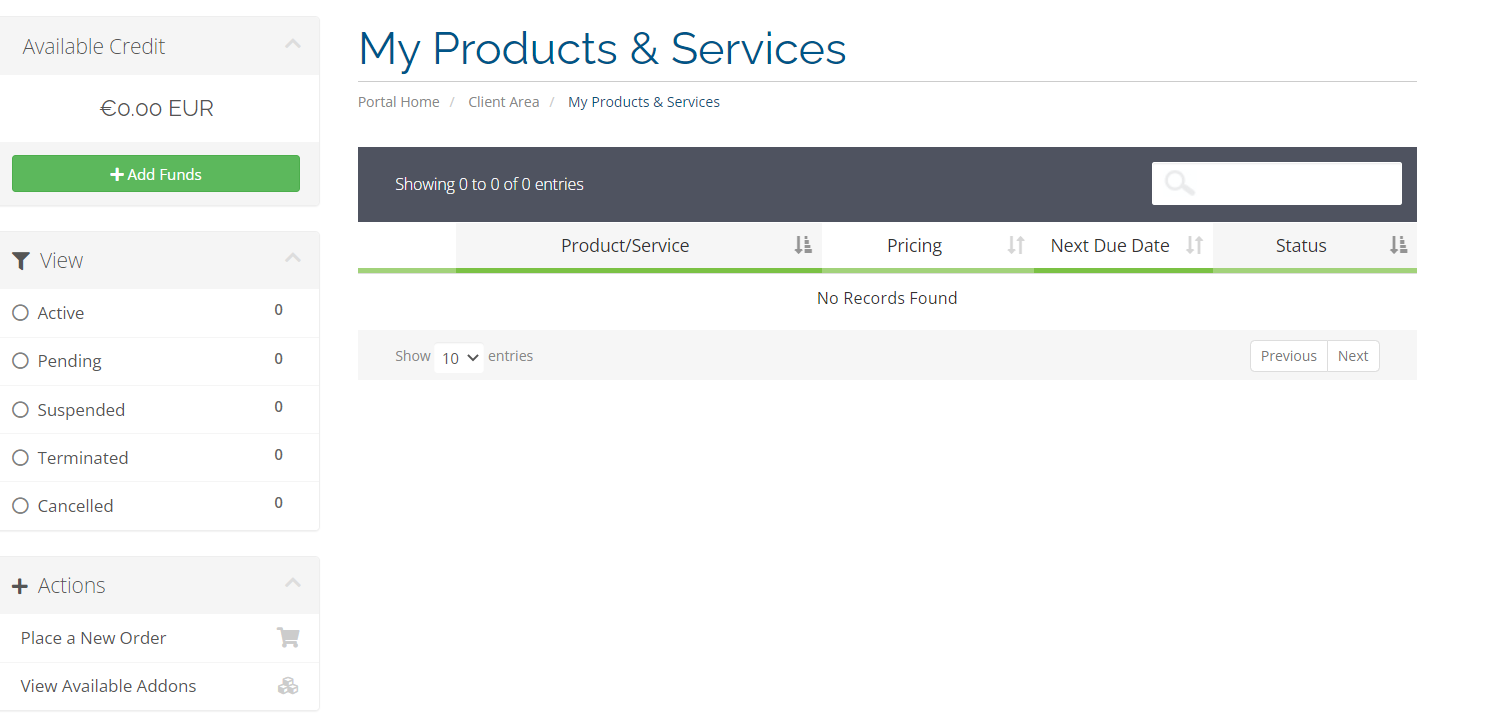 Available Credit
€0.00 EUR
Add Funds
View
Active 0
Pending 0
Suspended 0
Terminated 0
Cancelled 0
Actions
Place a New Order
View Available Addons
My Products & Services
Portal Home / Client Area / My Products & Services
Showing 0 to 0 of 0 entries
Product/Service Pricing Next Due Date Status
No Records Found
Show 10 entries Previous Next